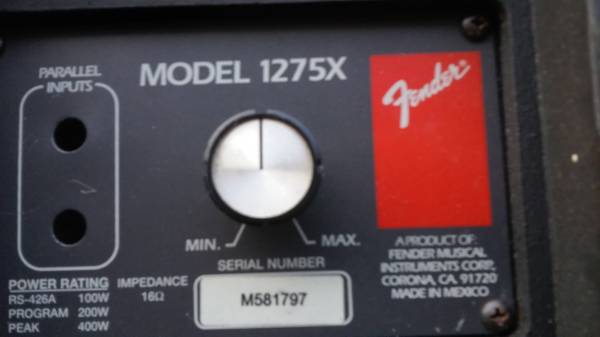 PARALLEL
INPUTS
MODEL 1275X
Fender®
MIN.
MAX.
A PRODUCT OF:
FENDER MUSICAL
INSTRUMENTS CORP.
CORONA, CA. 91720
MADE IN MEXICO
SERIAL NUMBER
M581797
POWER RATING
RS-426A 100W
PROGRAM 200W
PEAK 400W
IMPEDANCE
16Ω